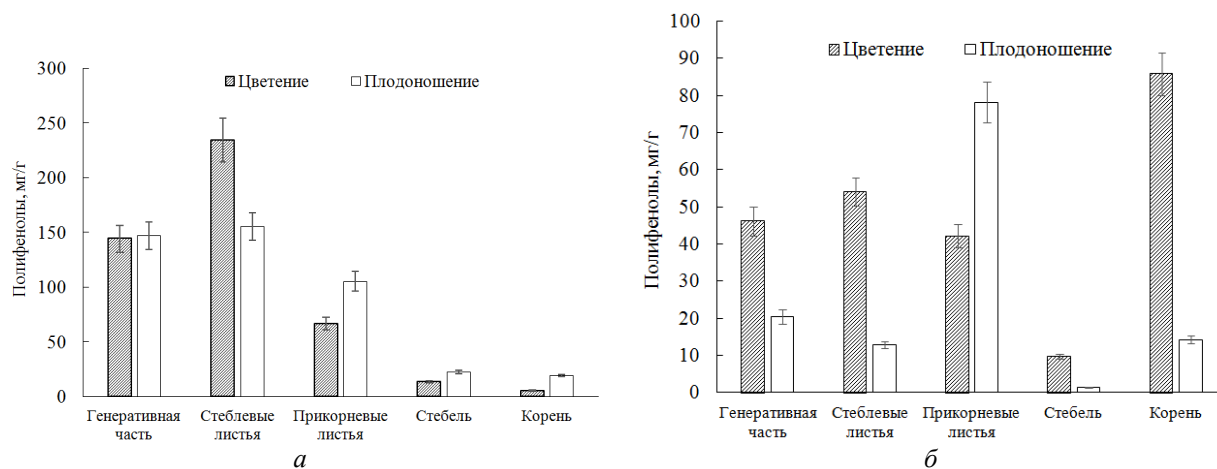 Цветение Плодоношение
Полифенолы, мг/г
300
250
200
150
100
50
0
Генеративная часть
Стеблевые листья
Прикорневые листья
Стебель
Корень
а
Цветение Плодоношение
Полифенолы, мг/г
100
90
80
70
60
50
40
30
20
10
0
Генеративная часть
Стеблевые листья
Прикорневые листья
Стебель
Корень
б